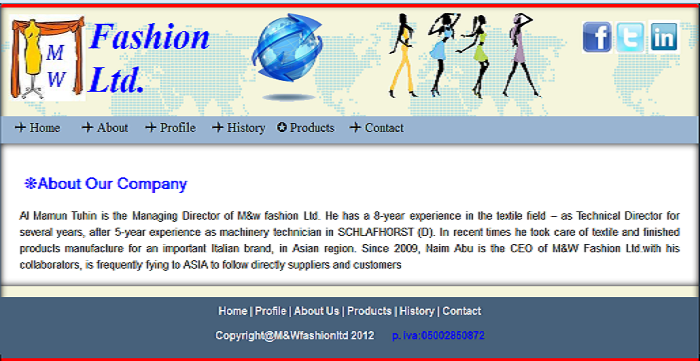 M
W
Fashion
Ltd.
f t in
Home About Profile History Products Contact
About Our Company
Al Mamun Tuhin is the Managing Director of M&w fashion Ltd. He has a 8-year experience in the textile field – as Technical Director for
several years, after 5-year experience as machinery technician in SCHLAFHORST (D). In recent times he took care of textile and finished
products manufacture for an important Italian brand, in Asian region. Since 2009, Naim Abu is the CEO of M&W Fashion Ltd.with his
collaborators, is frequently fying to ASIA to follow directly suppliers and customers
Home | Profile | About Us | Products | History | Contact
Copyright@M&Wfashionltd 2012 p. iva:05002850872